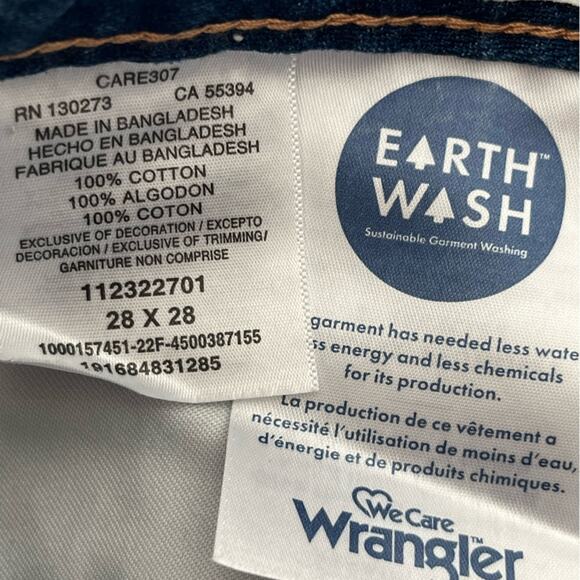 CARE307
RN 130273 CA 55394
MADE IN BANGLADESH
HECHO EN BANGLADESH
FABRIQUE AU BANGLADESH
100% COTTON
100% ALGODON
100% COTON
EXCLUSIVE OF DECORATION / EXCEPTO
DECORACION / EXCLUSIVE OF TRIMMING/
GARNITURE NON COMPRISE
112322701
28 X 28
1000157451-22F-4500387155
191684831285
EARTH™
WASH
Sustainable Garment Washing
garment has needed less wate
ss energy and less chemicals
for its production.
La production de ce vêtement a
nécessité l'utilisation de moins d'eau,
d'énergie et de produits chimiques.
We Care
Wrangler